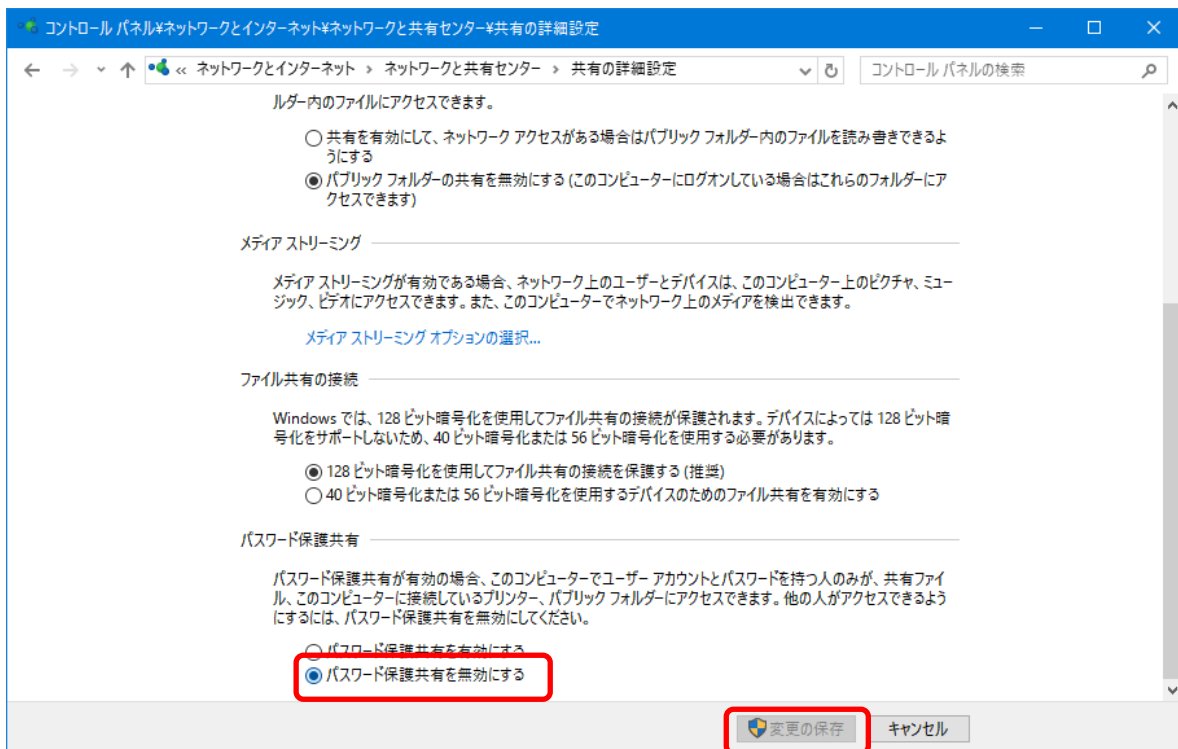 コントロール パネル¥ネットワークとインターネット¥ネットワークと共有センター¥共有の詳細設定
« ネットワークとインターネット › ネットワークと共有センター › 共有の詳細設定
コントロール パネルの検索
ルダー内のファイルにアクセスできます。
共有を有効にして、ネットワーク アクセスがある場合はパブリック フォルダー内のファイルを読み書きできるよ
うにする
パブリック フォルダーの共有を無効にする (このコンピューターにログオンしている場合はこれらのフォルダーにア
クセスできます)
メディア ストリーミング
メディア ストリーミングが有効である場合、ネットワーク上のユーザーとデバイスは、このコンピューター上のピクチャ、ミュー
ジック、ビデオにアクセスできます。また、このコンピューターでネットワーク上のメディアを検出できます。
メディア ストリーミング オプションの選択...
ファイル共有の接続
Windows では、128 ビット暗号化を使用してファイル共有の接続が保護されます。デバイスによっては 128 ビット暗
号化をサポートしないため、40 ビット暗号化または 56 ビット暗号化を使用する必要があります。
128 ビット暗号化を使用してファイル共有の接続を保護する (推奨)
40 ビット暗号化または 56 ビット暗号化を使用するデバイスのためのファイル共有を有効にする
パスワード保護共有
パスワード保護共有が有効の場合、このコンピューターでユーザー アカウントとパスワードを持つ人のみが、共有ファイ
ル、このコンピューターに接続しているプリンター、パブリック フォルダーにアクセスできます。他の人がアクセスできるよう
にするには、パスワード保護共有を無効にしてください。
パスワード保護共有を有効にする
パスワード保護共有を無効にする
変更の保存
キャンセル